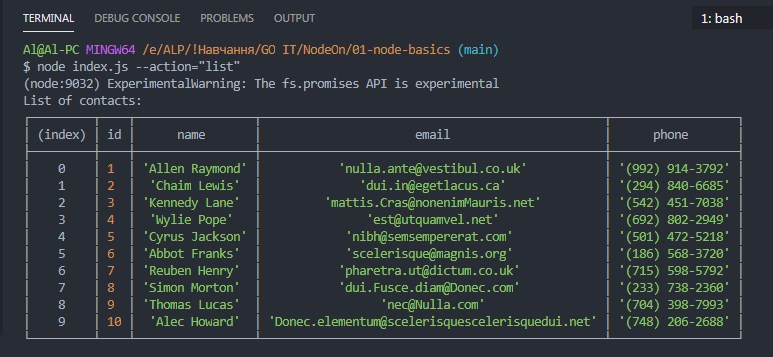 TERMINAL DEBUG CONSOLE PROBLEMS OUTPUT 1: bash
Al@Al-PC MINGW64 /e/ALP/!Навчання/GO IT/NodeOn/01-node-basics (main)
$ node index.js --action="list"
(node:9032) ExperimentalWarning: The fs.promises API is experimental
List of contacts:
(index) id name email phone
0 1 'Allen Raymond' 'nulla.ante@vestibul.co.uk' '(992) 914-3792'
1 2 'Chaim Lewis' 'dui.in@egetlacus.ca' '(294) 840-6685'
2 3 'Kennedy Lane' 'mattis.Cras@nonenimMauris.net' '(542) 451-7038'
3 4 'Wylie Pope' 'est@utquamvel.net' '(692) 802-2949'
4 5 'Cyrus Jackson' 'nibh@semsempererat.com' '(501) 472-5218'
5 6 'Abbot Franks' 'scelerisque@magnis.org' '(186) 568-3720'
6 7 'Reuben Henry' 'pharetra.ut@dictum.co.uk' '(715) 598-5792'
7 8 'Simon Morton' 'dui.Fusce.diam@Donec.com' '(233) 738-2360'
8 9 'Thomas Lucas' 'nec@Nulla.com' '(704) 398-7993'
9 10 'Alec Howard' 'Donec.elementum@scelerisquescelerisquedui.net' '(748) 206-2688'